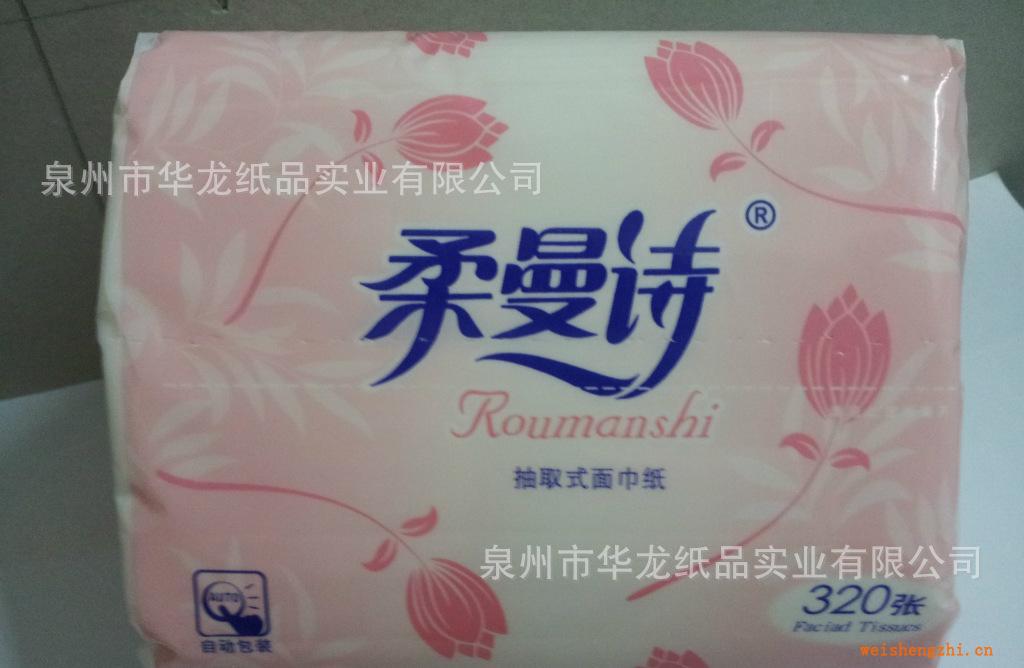 泉州市华龙纸品实业有限公司
柔曼诗®
Roumanshi
抽取式面巾纸
泉州市华龙纸品实业有限公司
AUTO
自动包装
320张
Faciad Tissues
weishengzhi.cn